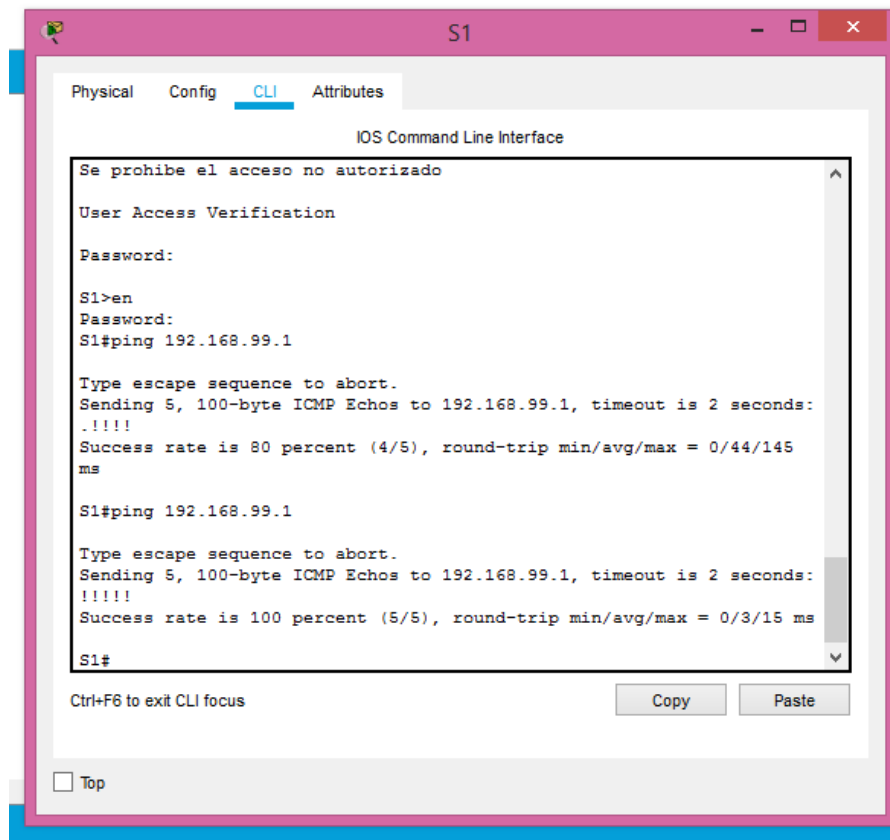 S1
Physical Config CLI Attributes
IOS Command Line Interface
Se prohibe el acceso no autorizado
User Access Verification
Password:
S1>en
Password:
S1#ping 192.168.99.1
Type escape sequence to abort.
Sending 5, 100-byte ICMP Echos to 192.168.99.1, timeout is 2 seconds:
.!!!!
Success rate is 80 percent (4/5), round-trip min/avg/max = 0/44/145
ms
S1#ping 192.168.99.1
Type escape sequence to abort.
Sending 5, 100-byte ICMP Echos to 192.168.99.1, timeout is 2 seconds:
!!!!!
Success rate is 100 percent (5/5), round-trip min/avg/max = 0/3/15 ms
S1#
Ctrl+F6 to exit CLI focus Copy Paste
Top